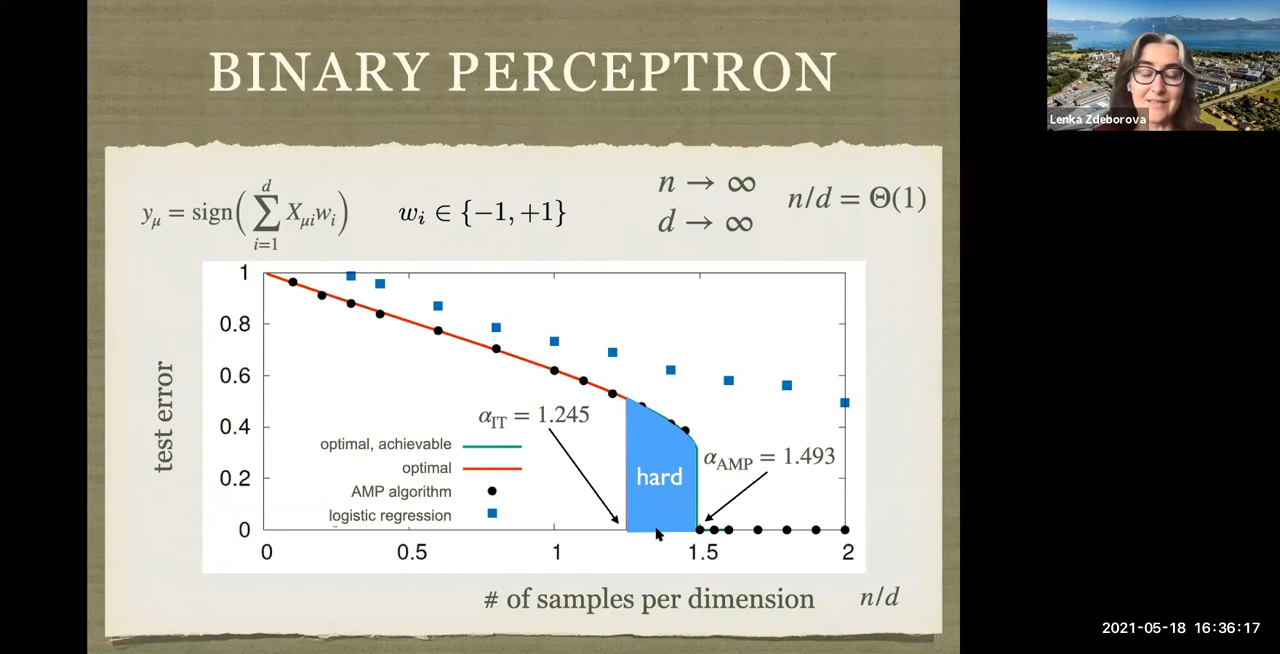 BINARY PERCEPTRON
Lenka Zdeborova
y_μ = sign(∑_{i=1}^{d} X_{μi} w_i)
w_i ∈ {−1, +1}
n → ∞
d → ∞
n/d = Θ(1)
test error
1
0.8
0.6
0.4
0.2
0
α_IT = 1.245
α_AMP = 1.493
optimal, achievable
optimal
AMP algorithm
logistic regression
hard
0 0.5 1 1.5 2
# of samples per dimension n/d
2021-05-18 16:36:17